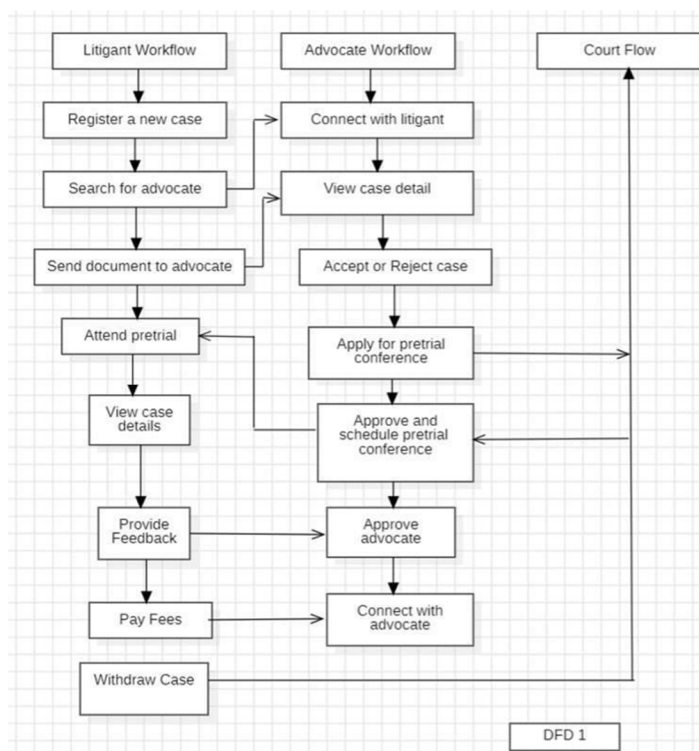 Litigant Workflow
Advocate Workflow
Court Flow
Register a new case
Connect with litigant
Search for advocate
View case detail
Send document to advocate
Accept or Reject case
Attend pretrial
Apply for pretrial
conference
View case
details
Approve and
schedule pretrial
conference
Provide
Feedback
Approve
advocate
Pay Fees
Connect with
advocate
Withdraw Case
DFD 1